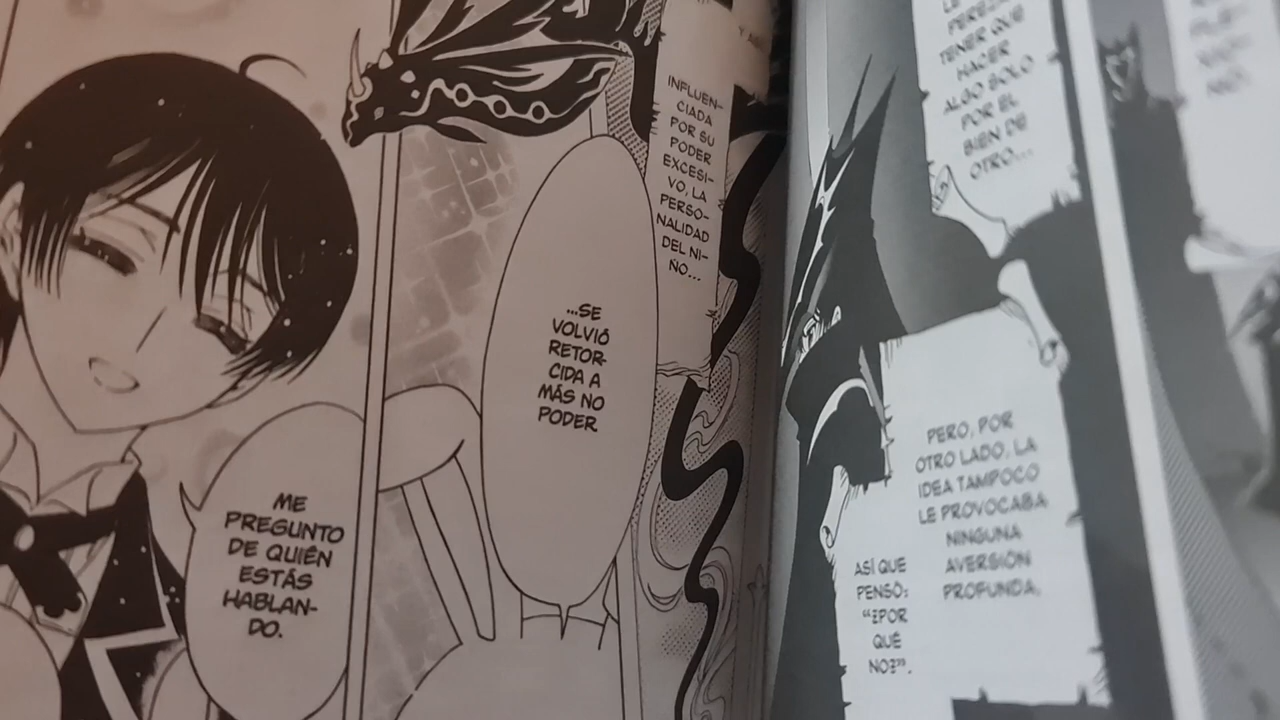 PEREZA
TENER QUE
HACER
ALGO SOLO
POR EL
BIEN DE
OTRO...
PERO, POR
OTRO LADO, LA
IDEA TAMPOCO
LE PROVOCABA
NINGUNA
AVERSIÓN
PROFUNDA.
ASÍ QUE
PENSÓ:
"¿POR
QUÉ
NO?".
INFLUEN-
CIADA
POR SU
PODER
EXCESI-
VO, LA
PERSO-
NALIDAD
DEL NI-
ÑO...
...SE
VOLVIÓ
RETOR-
CIDA A
MÁS NO
PODER
ME
PREGUNTO
DE QUIÉN
ESTÁS
HABLAN-
DO.